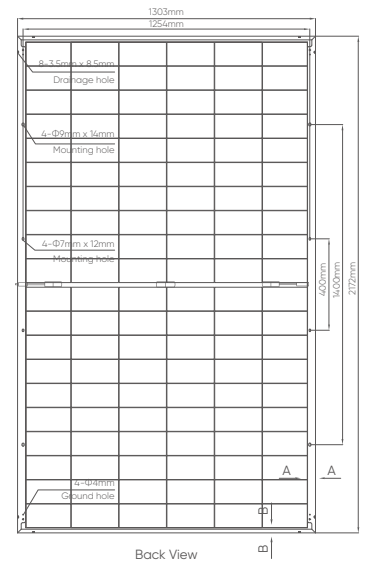 1303mm
1254mm
8-3.5mm x 8.5mm
Drainage hole
4-Φ9mm x 14mm
Mounting hole
4-Φ7mm x 12mm
Mounting hole
400mm
1400mm
2172mm
A
A
4-Φ4mm
Ground hole
B
B
Back View